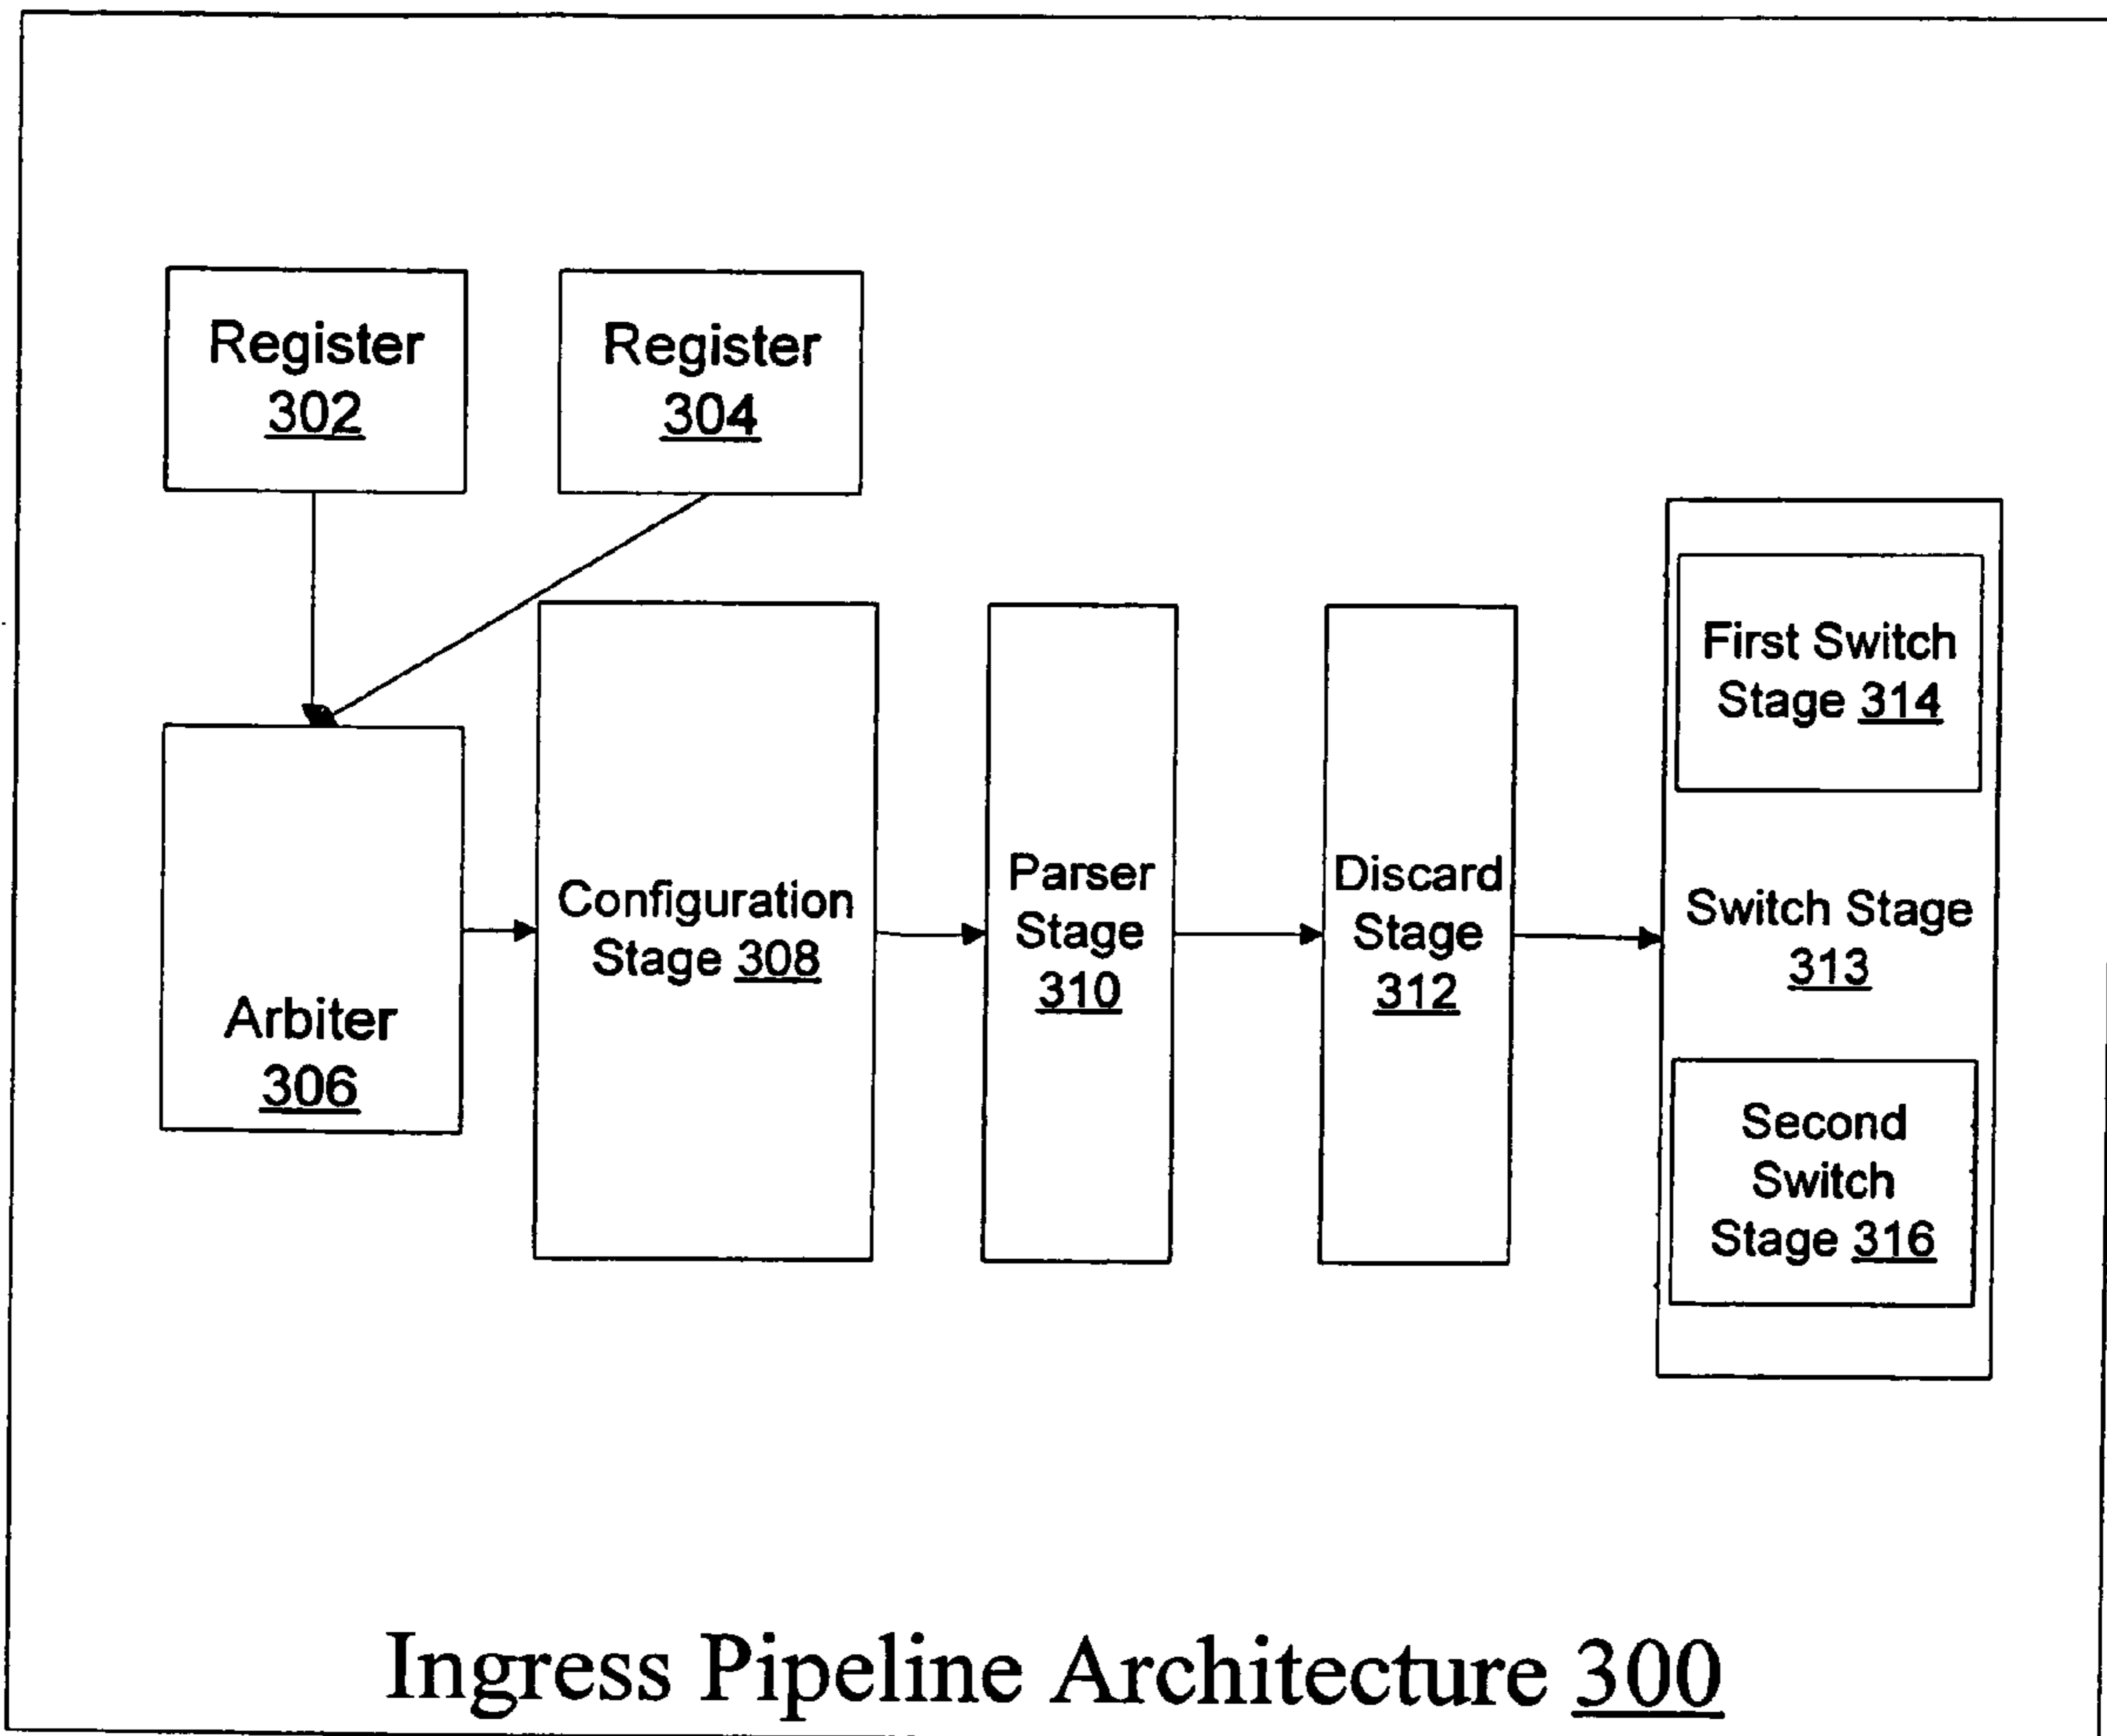 Register
302
Register
304
Arbiter
306
Configuration
Stage 308
Parser
Stage
310
Discard
Stage
312
First Switch
Stage 314
Switch Stage
313
Second
Switch
Stage 316
Ingress Pipeline Architecture 300